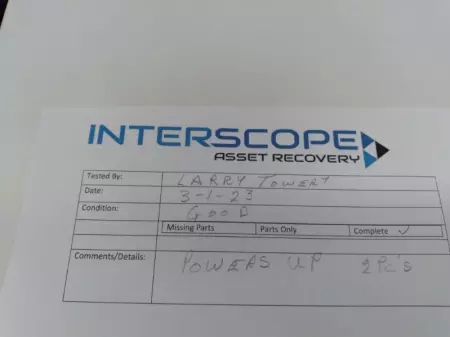 INTERSCOPE
ASSET RECOVERY
Tested By: LARRY TOWERY
Date: 3-1-23
Condition: GOOD
Missing Parts Parts Only Complete ✓
Comments/Details: POWERS UP 2PC'S